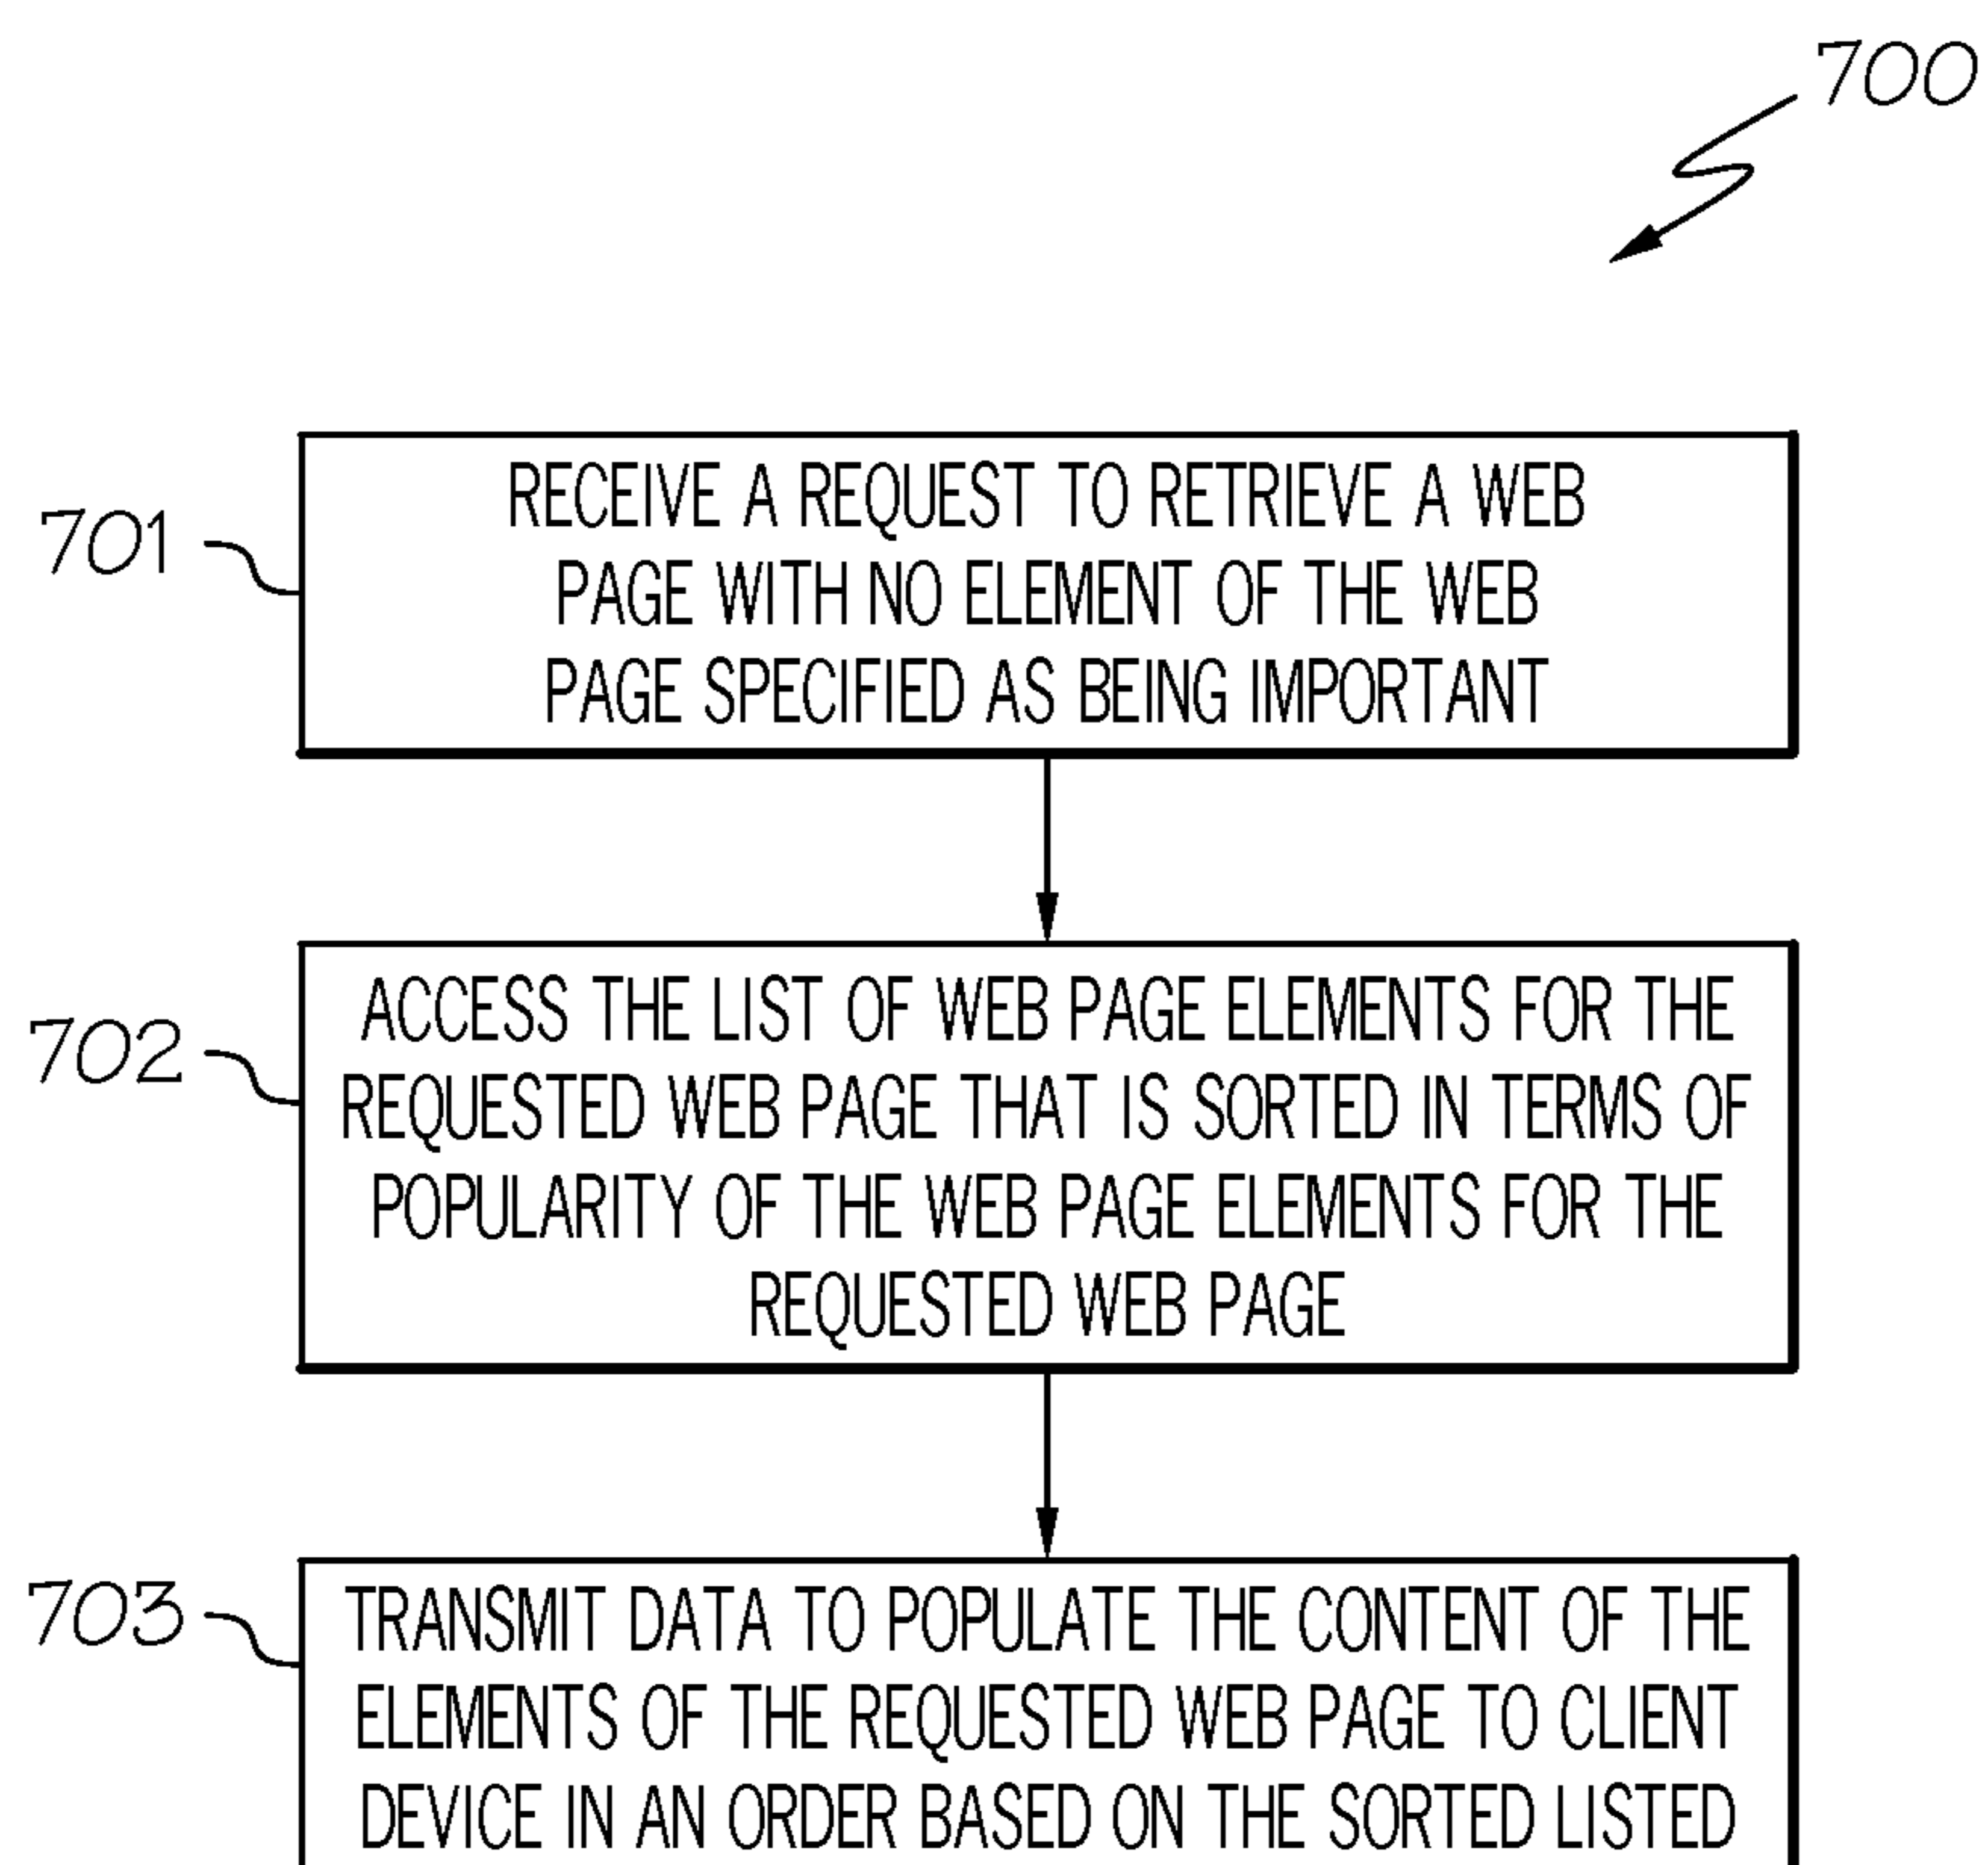 700
701
RECEIVE A REQUEST TO RETRIEVE A WEB
PAGE WITH NO ELEMENT OF THE WEB
PAGE SPECIFIED AS BEING IMPORTANT
702
ACCESS THE LIST OF WEB PAGE ELEMENTS FOR THE
REQUESTED WEB PAGE THAT IS SORTED IN TERMS OF
POPULARITY OF THE WEB PAGE ELEMENTS FOR THE
REQUESTED WEB PAGE
703
TRANSMIT DATA TO POPULATE THE CONTENT OF THE
ELEMENTS OF THE REQUESTED WEB PAGE TO CLIENT
DEVICE IN AN ORDER BASED ON THE SORTED LISTED